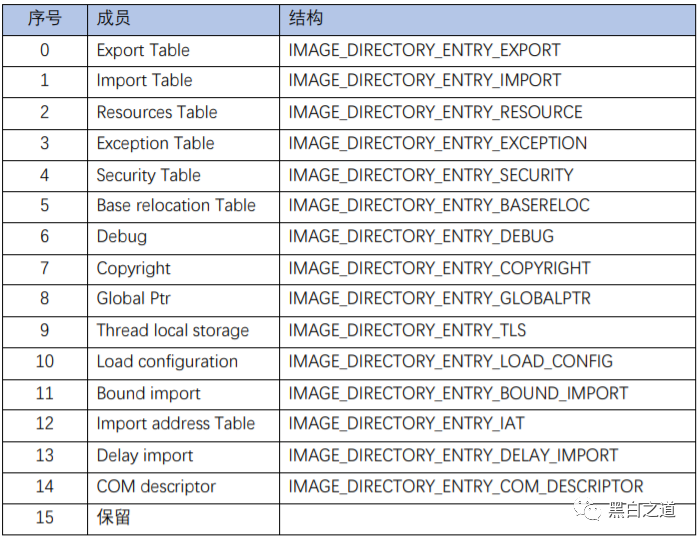 序号 成员 结构
0 Export Table IMAGE_DIRECTORY_ENTRY_EXPORT
1 Import Table IMAGE_DIRECTORY_ENTRY_IMPORT
2 Resources Table IMAGE_DIRECTORY_ENTRY_RESOURCE
3 Exception Table IMAGE_DIRECTORY_ENTRY_EXCEPTION
4 Security Table IMAGE_DIRECTORY_ENTRY_SECURITY
5 Base relocation Table IMAGE_DIRECTORY_ENTRY_BASERELOC
6 Debug IMAGE_DIRECTORY_ENTRY_DEBUG
7 Copyright IMAGE_DIRECTORY_ENTRY_COPYRIGHT
8 Global Ptr IMAGE_DIRECTORY_ENTRY_GLOBALPTR
9 Thread local storage IMAGE_DIRECTORY_ENTRY_TLS
10 Load configuration IMAGE_DIRECTORY_ENTRY_LOAD_CONFIG
11 Bound import IMAGE_DIRECTORY_ENTRY_BOUND_IMPORT
12 Import address Table IMAGE_DIRECTORY_ENTRY_IAT
13 Delay import IMAGE_DIRECTORY_ENTRY_DELAY_IMPORT
14 COM descriptor IMAGE_DIRECTORY_ENTRY_COM_DESCRIPTOR
15 保留
黑白之道